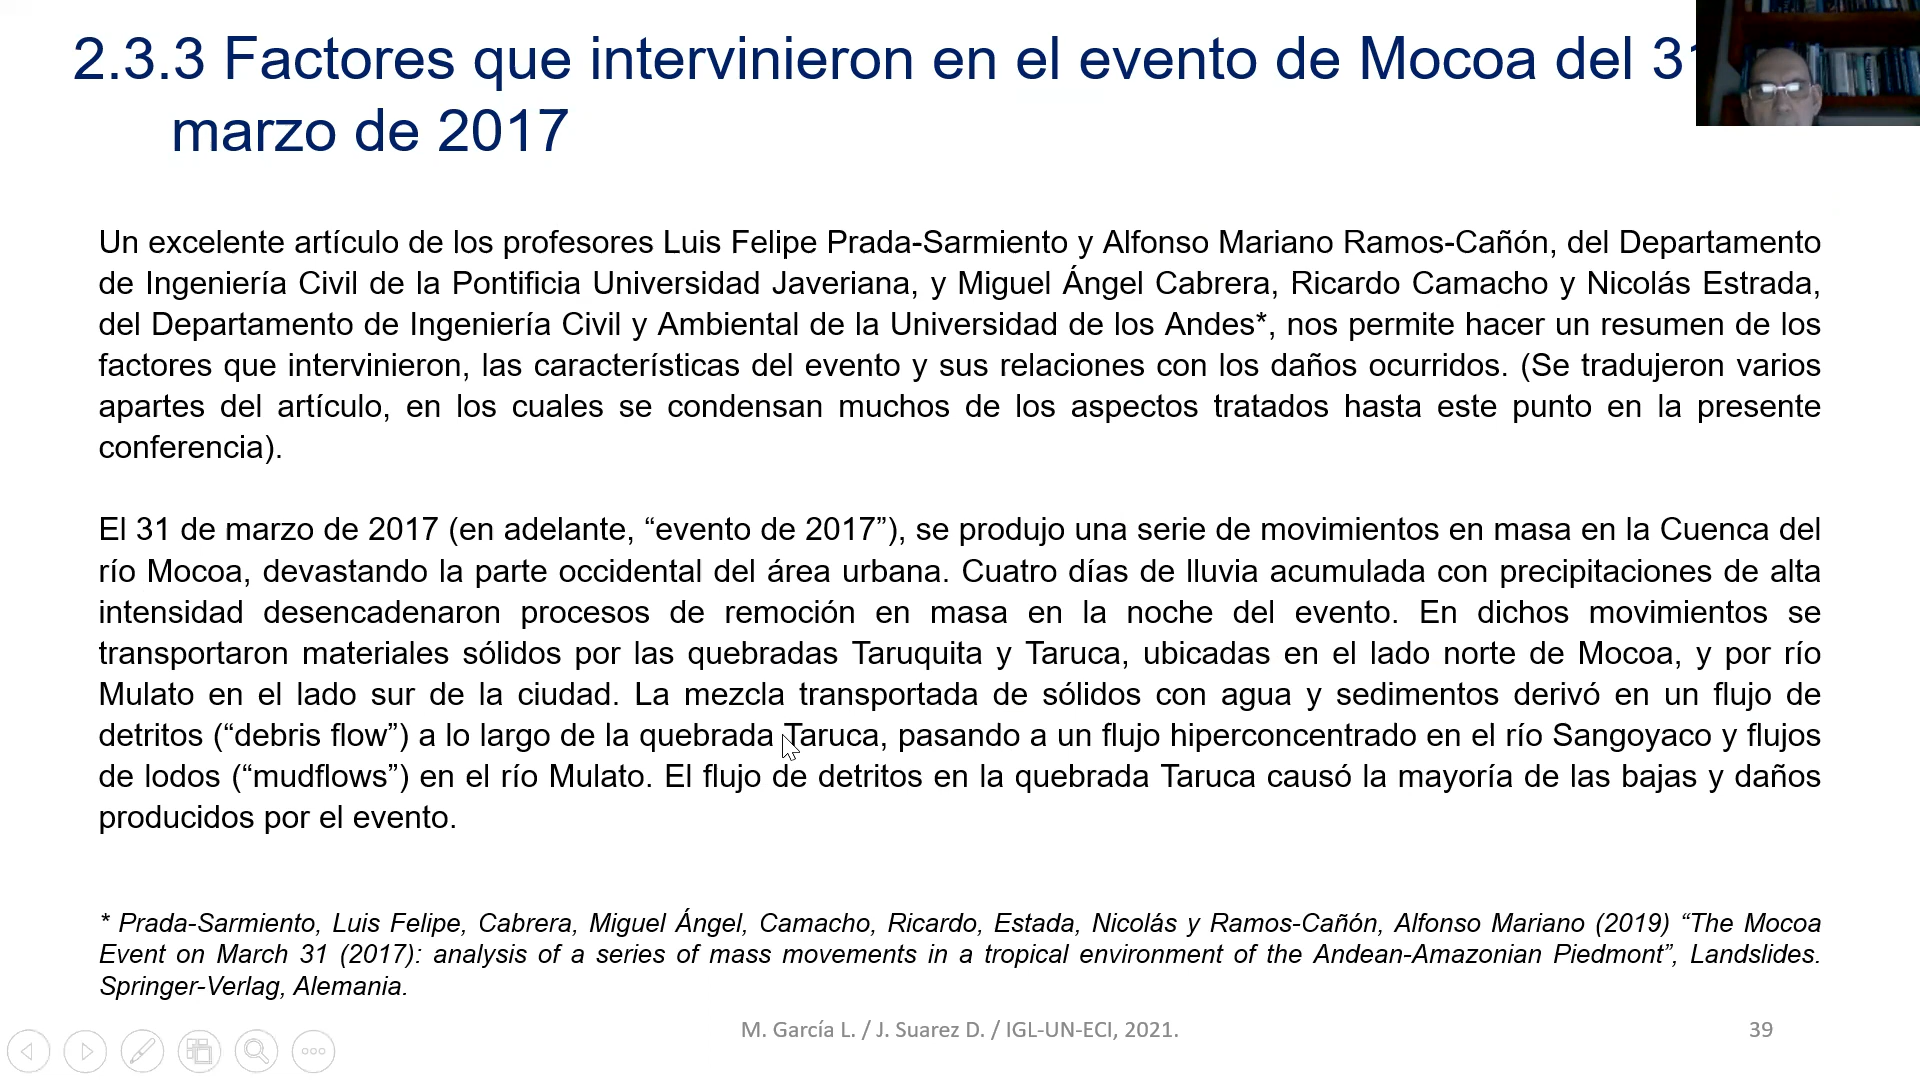 2.3.3 Factores que intervinieron en el evento de Mocoa del 31
marzo de 2017
Un excelente artículo de los profesores Luis Felipe Prada-Sarmiento y Alfonso Mariano Ramos-Cañón, del Departamento
de Ingeniería Civil de la Pontificia Universidad Javeriana, y Miguel Ángel Cabrera, Ricardo Camacho y Nicolás Estrada,
del Departamento de Ingeniería Civil y Ambiental de la Universidad de los Andes*, nos permite hacer un resumen de los
factores que intervinieron, las características del evento y sus relaciones con los daños ocurridos. (Se tradujeron varios
apartes del artículo, en los cuales se condensan muchos de los aspectos tratados hasta este punto en la presente
conferencia).
El 31 de marzo de 2017 (en adelante, “evento de 2017”), se produjo una serie de movimientos en masa en la Cuenca del
río Mocoa, devastando la parte occidental del área urbana. Cuatro días de lluvia acumulada con precipitaciones de alta
intensidad desencadenaron procesos de remoción en masa en la noche del evento. En dichos movimientos se
transportaron materiales sólidos por las quebradas Taruquita y Taruca, ubicadas en el lado norte de Mocoa, y por río
Mulato en el lado sur de la ciudad. La mezcla transportada de sólidos con agua y sedimentos derivó en un flujo de
detritos (“debris flow”) a lo largo de la quebrada Taruca, pasando a un flujo hiperconcentrado en el río Sangoyaco y flujos
de lodos (“mudflows”) en el río Mulato. El flujo de detritos en la quebrada Taruca causó la mayoría de las bajas y daños
producidos por el evento.
* Prada-Sarmiento, Luis Felipe, Cabrera, Miguel Ángel, Camacho, Ricardo, Estada, Nicolás y Ramos-Cañón, Alfonso Mariano (2019) “The Mocoa
Event on March 31 (2017): analysis of a series of mass movements in a tropical environment of the Andean-Amazonian Piedmont”, Landslides.
Springer-Verlag, Alemania.
M. García L. / J. Suarez D. / IGL-UN-ECI, 2021.
39